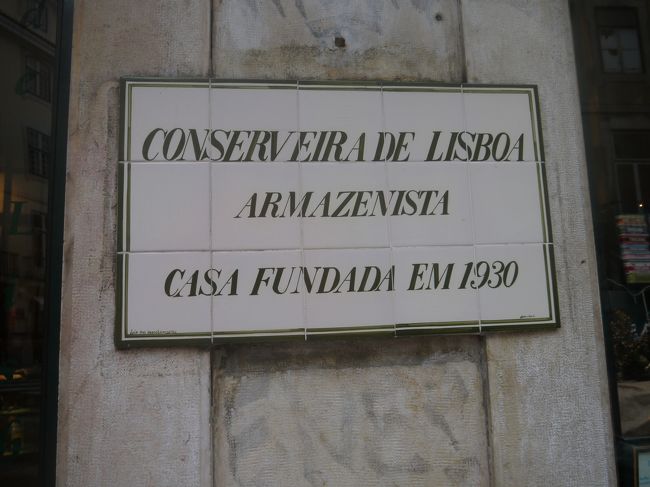 CONSERVEIRA DE LISBOA
ARMAZENISTA
CASA FUNDADA EM 1930